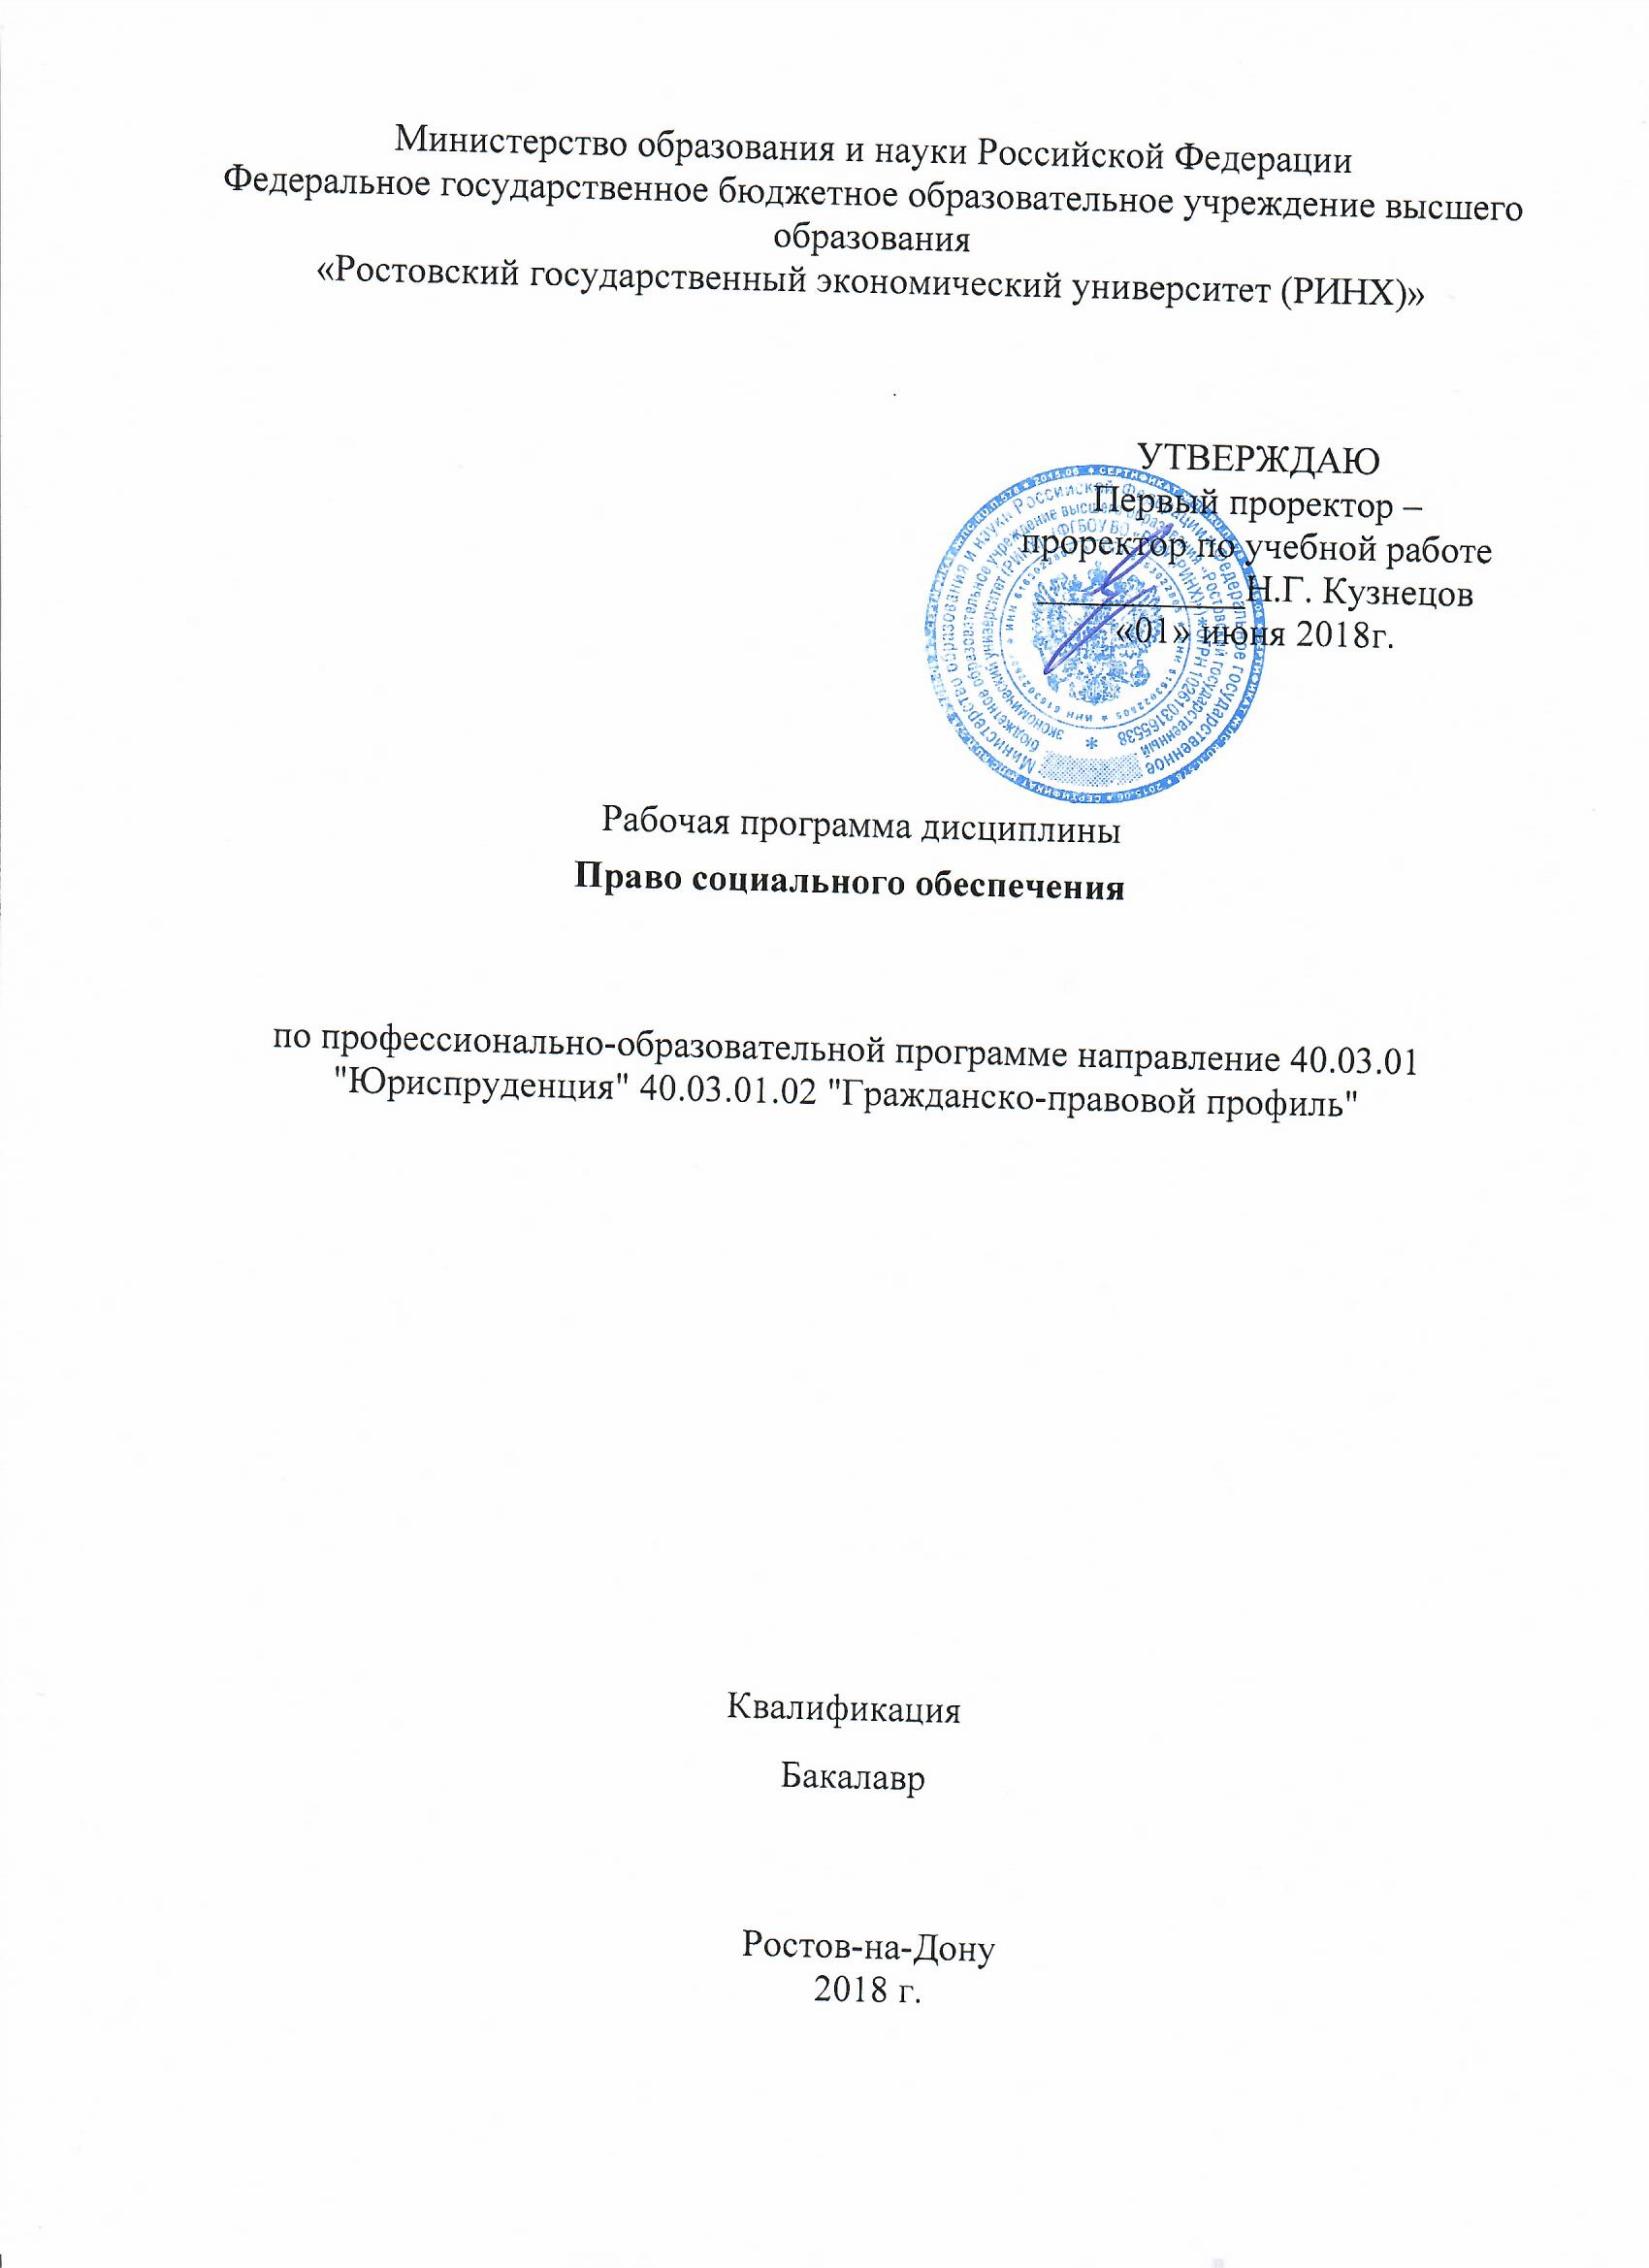 Министерство образования и науки Российской Федерации
Федеральное государственное бюджетное образовательное учреждение высшего
образования
«Ростовский государственный экономический университет (РИНХ)»
УТВЕРЖДАЮ
Первый проректор –
проректор по учебной работе
Н.Г. Кузнецов
«01» июня 2018г.
Рабочая программа дисциплины
Право социального обеспечения
по профессионально-образовательной программе направление 40.03.01
"Юриспруденция" 40.03.01.02 "Гражданско-правовой профиль"
Квалификация
Бакалавр
Ростов-на-Дону
2018 г.